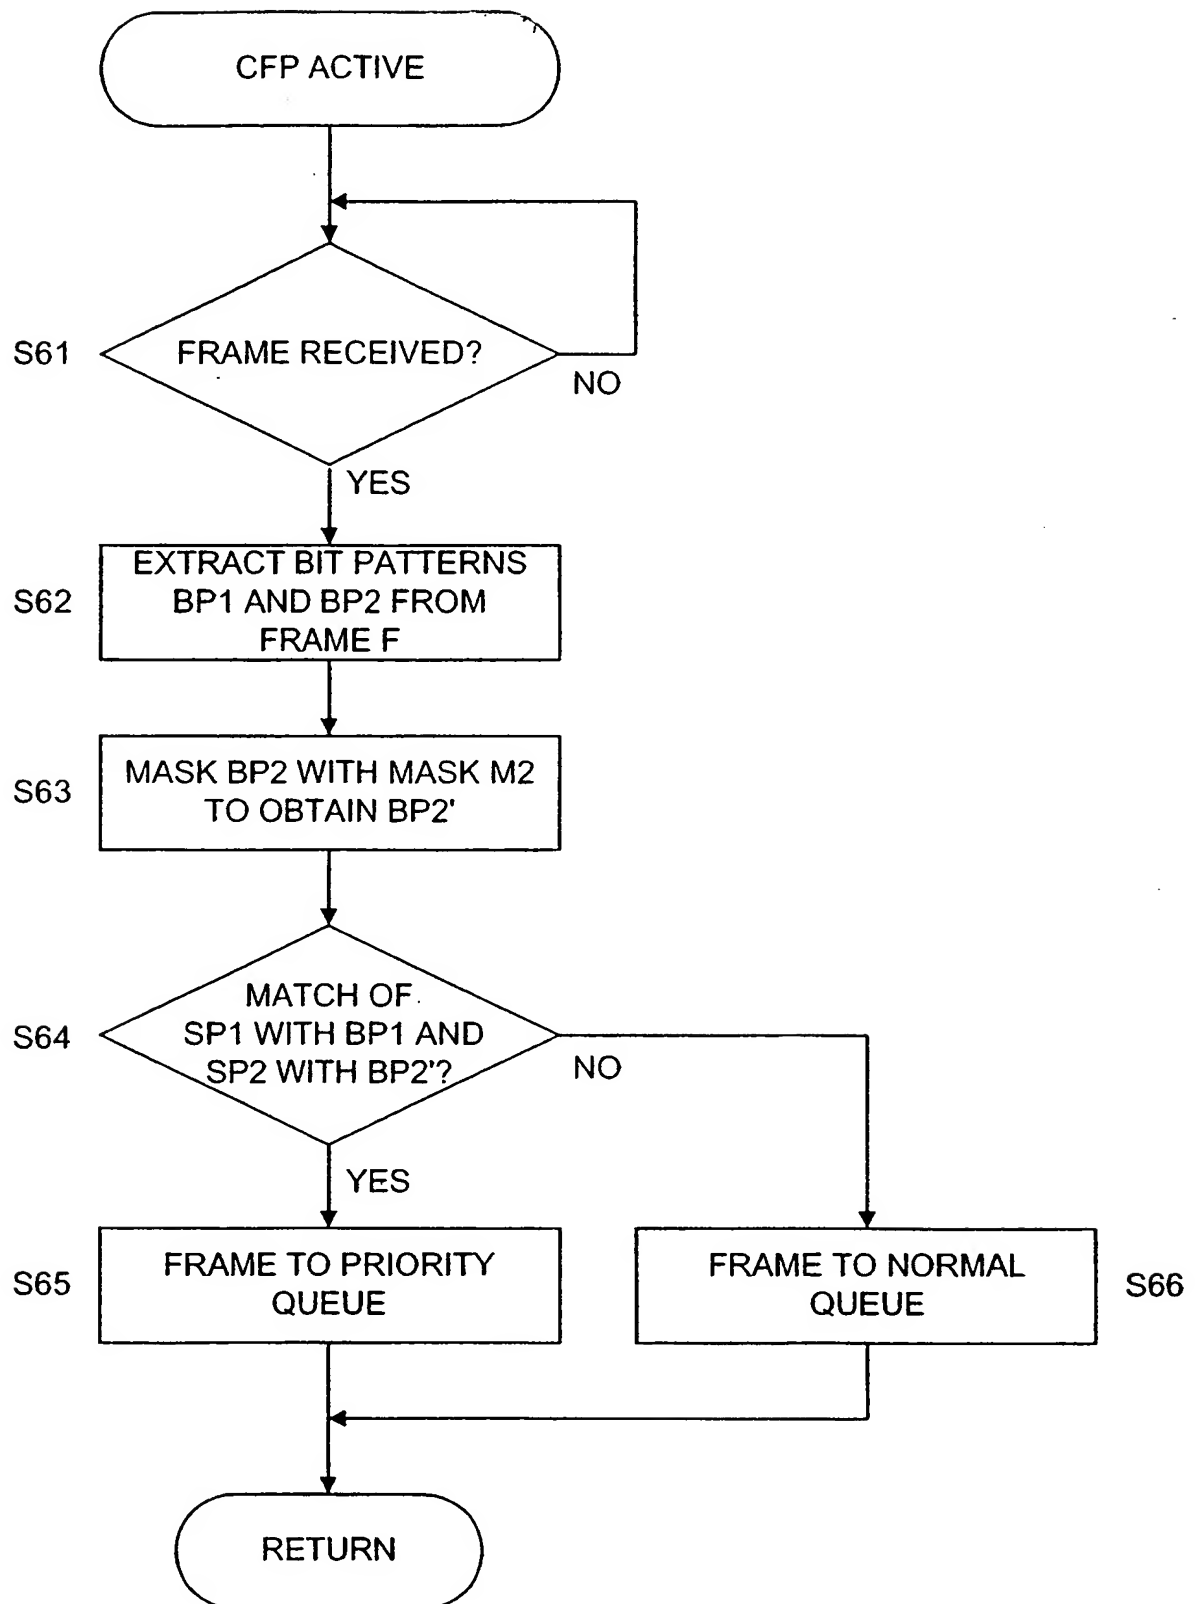 CFP ACTIVE
S61
FRAME RECEIVED?
NO
YES
S62
EXTRACT BIT PATTERNS
BP1 AND BP2 FROM
FRAME F
S63
MASK BP2 WITH MASK M2
TO OBTAIN BP2'
S64
MATCH OF
SP1 WITH BP1 AND
SP2 WITH BP2'?
NO
YES
S65
FRAME TO PRIORITY
QUEUE
FRAME TO NORMAL
QUEUE
S66
RETURN